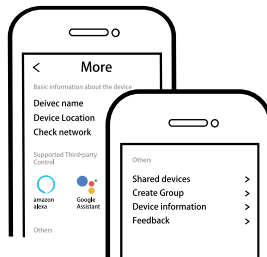 <
More
Basic information about the device
Deivec name
Device Location
Check network
Supported Third-party
Control
amazon
alexa
Google
Assistant
Others
Others
Shared devices >
Create Group >
Device information >
Feedback >